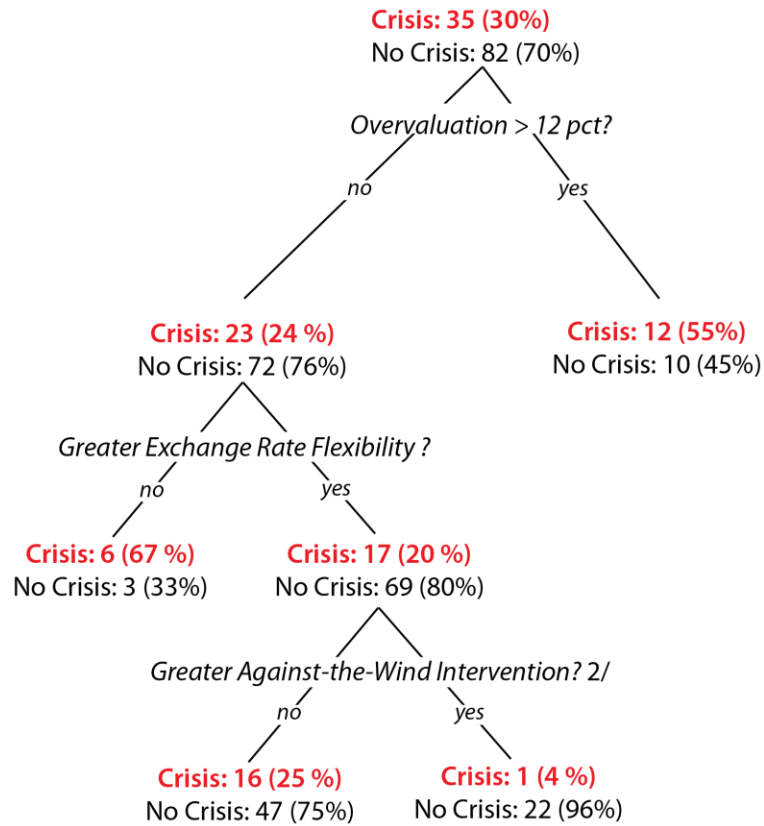 Crisis: 35 (30%)
No Crisis: 82 (70%)
Overvaluation > 12 pct?
no
yes
Crisis: 23 (24 %)
No Crisis: 72 (76%)
Crisis: 12 (55%)
No Crisis: 10 (45%)
Greater Exchange Rate Flexibility ?
no
yes
Crisis: 6 (67 %)
No Crisis: 3 (33%)
Crisis: 17 (20 %)
No Crisis: 69 (80%)
Greater Against-the-Wind Intervention? 2/
no
yes
Crisis: 16 (25 %)
No Crisis: 47 (75%)
Crisis: 1 (4 %)
No Crisis: 22 (96%)